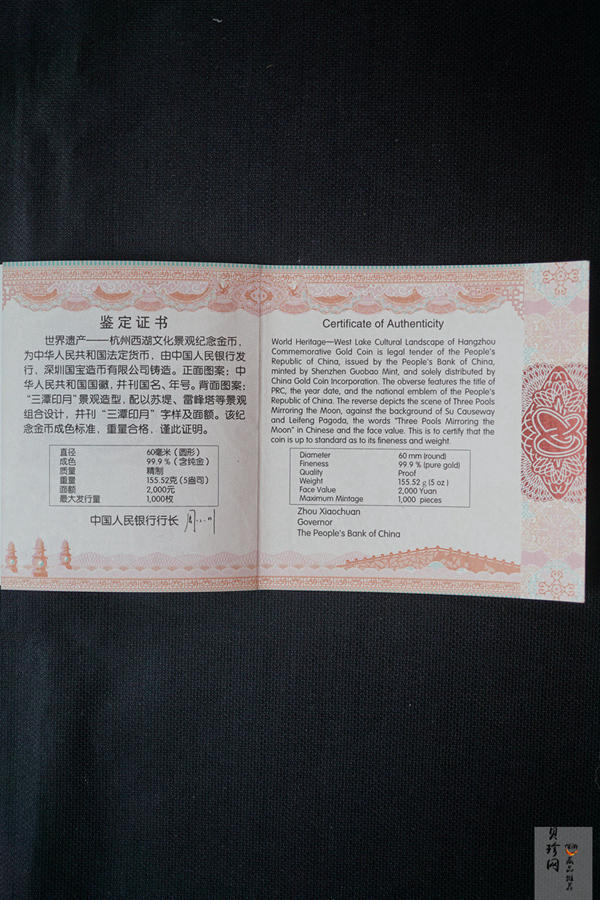 鉴定证书
世界遗产——杭州西湖文化景观纪念金币，
为中华人民共和国法定货币，由中国人民银行发
行，深圳国宝造币有限公司铸造。正面图案：中
华人民共和国国徽，并刊国名、年号。背面图案：
“三潭印月”景观造型，配以苏堤、雷峰塔等景观
组合设计，并刊“三潭印月”字样及面额。该纪
念金币成色标准，重量合格，谨此证明。
直径 60毫米（圆形）
成色 99.9％（含纯金）
质量 精制
重量 155.52克(5盎司)
面额 2,000元
最大发行量 1,000枚
中国人民银行行长
Certificate of Authenticity
World Heritage—West Lake Cultural Landscape of Hangzhou
Commemorative Gold Coin is legal tender of the People's
Republic of China, issued by the People's Bank of China,
minted by Shenzhen Guobao Mint, and solely distributed by
China Gold Coin Incorporation. The obverse features the title of
PRC, the year date, and the national emblem of the People's
Republic of China. The reverse depicts the scene of Three Pools
Mirroring the Moon, against the background of Su Causeway
and Leifeng Pagoda, the words "Three Pools Mirroring the
Moon" in Chinese and the face value. This is to certify that the
coin is up to standard as to its fineness and weight.
Diameter 60 mm (round)
Fineness 99.9 % (pure gold)
Quality Proof
Weight 155.52 g (5 oz)
Face Value 2,000 Yuan
Maximum Mintage 1,000 pieces
Zhou Xiaochuan
Governor
The People's Bank of China
贝珍网